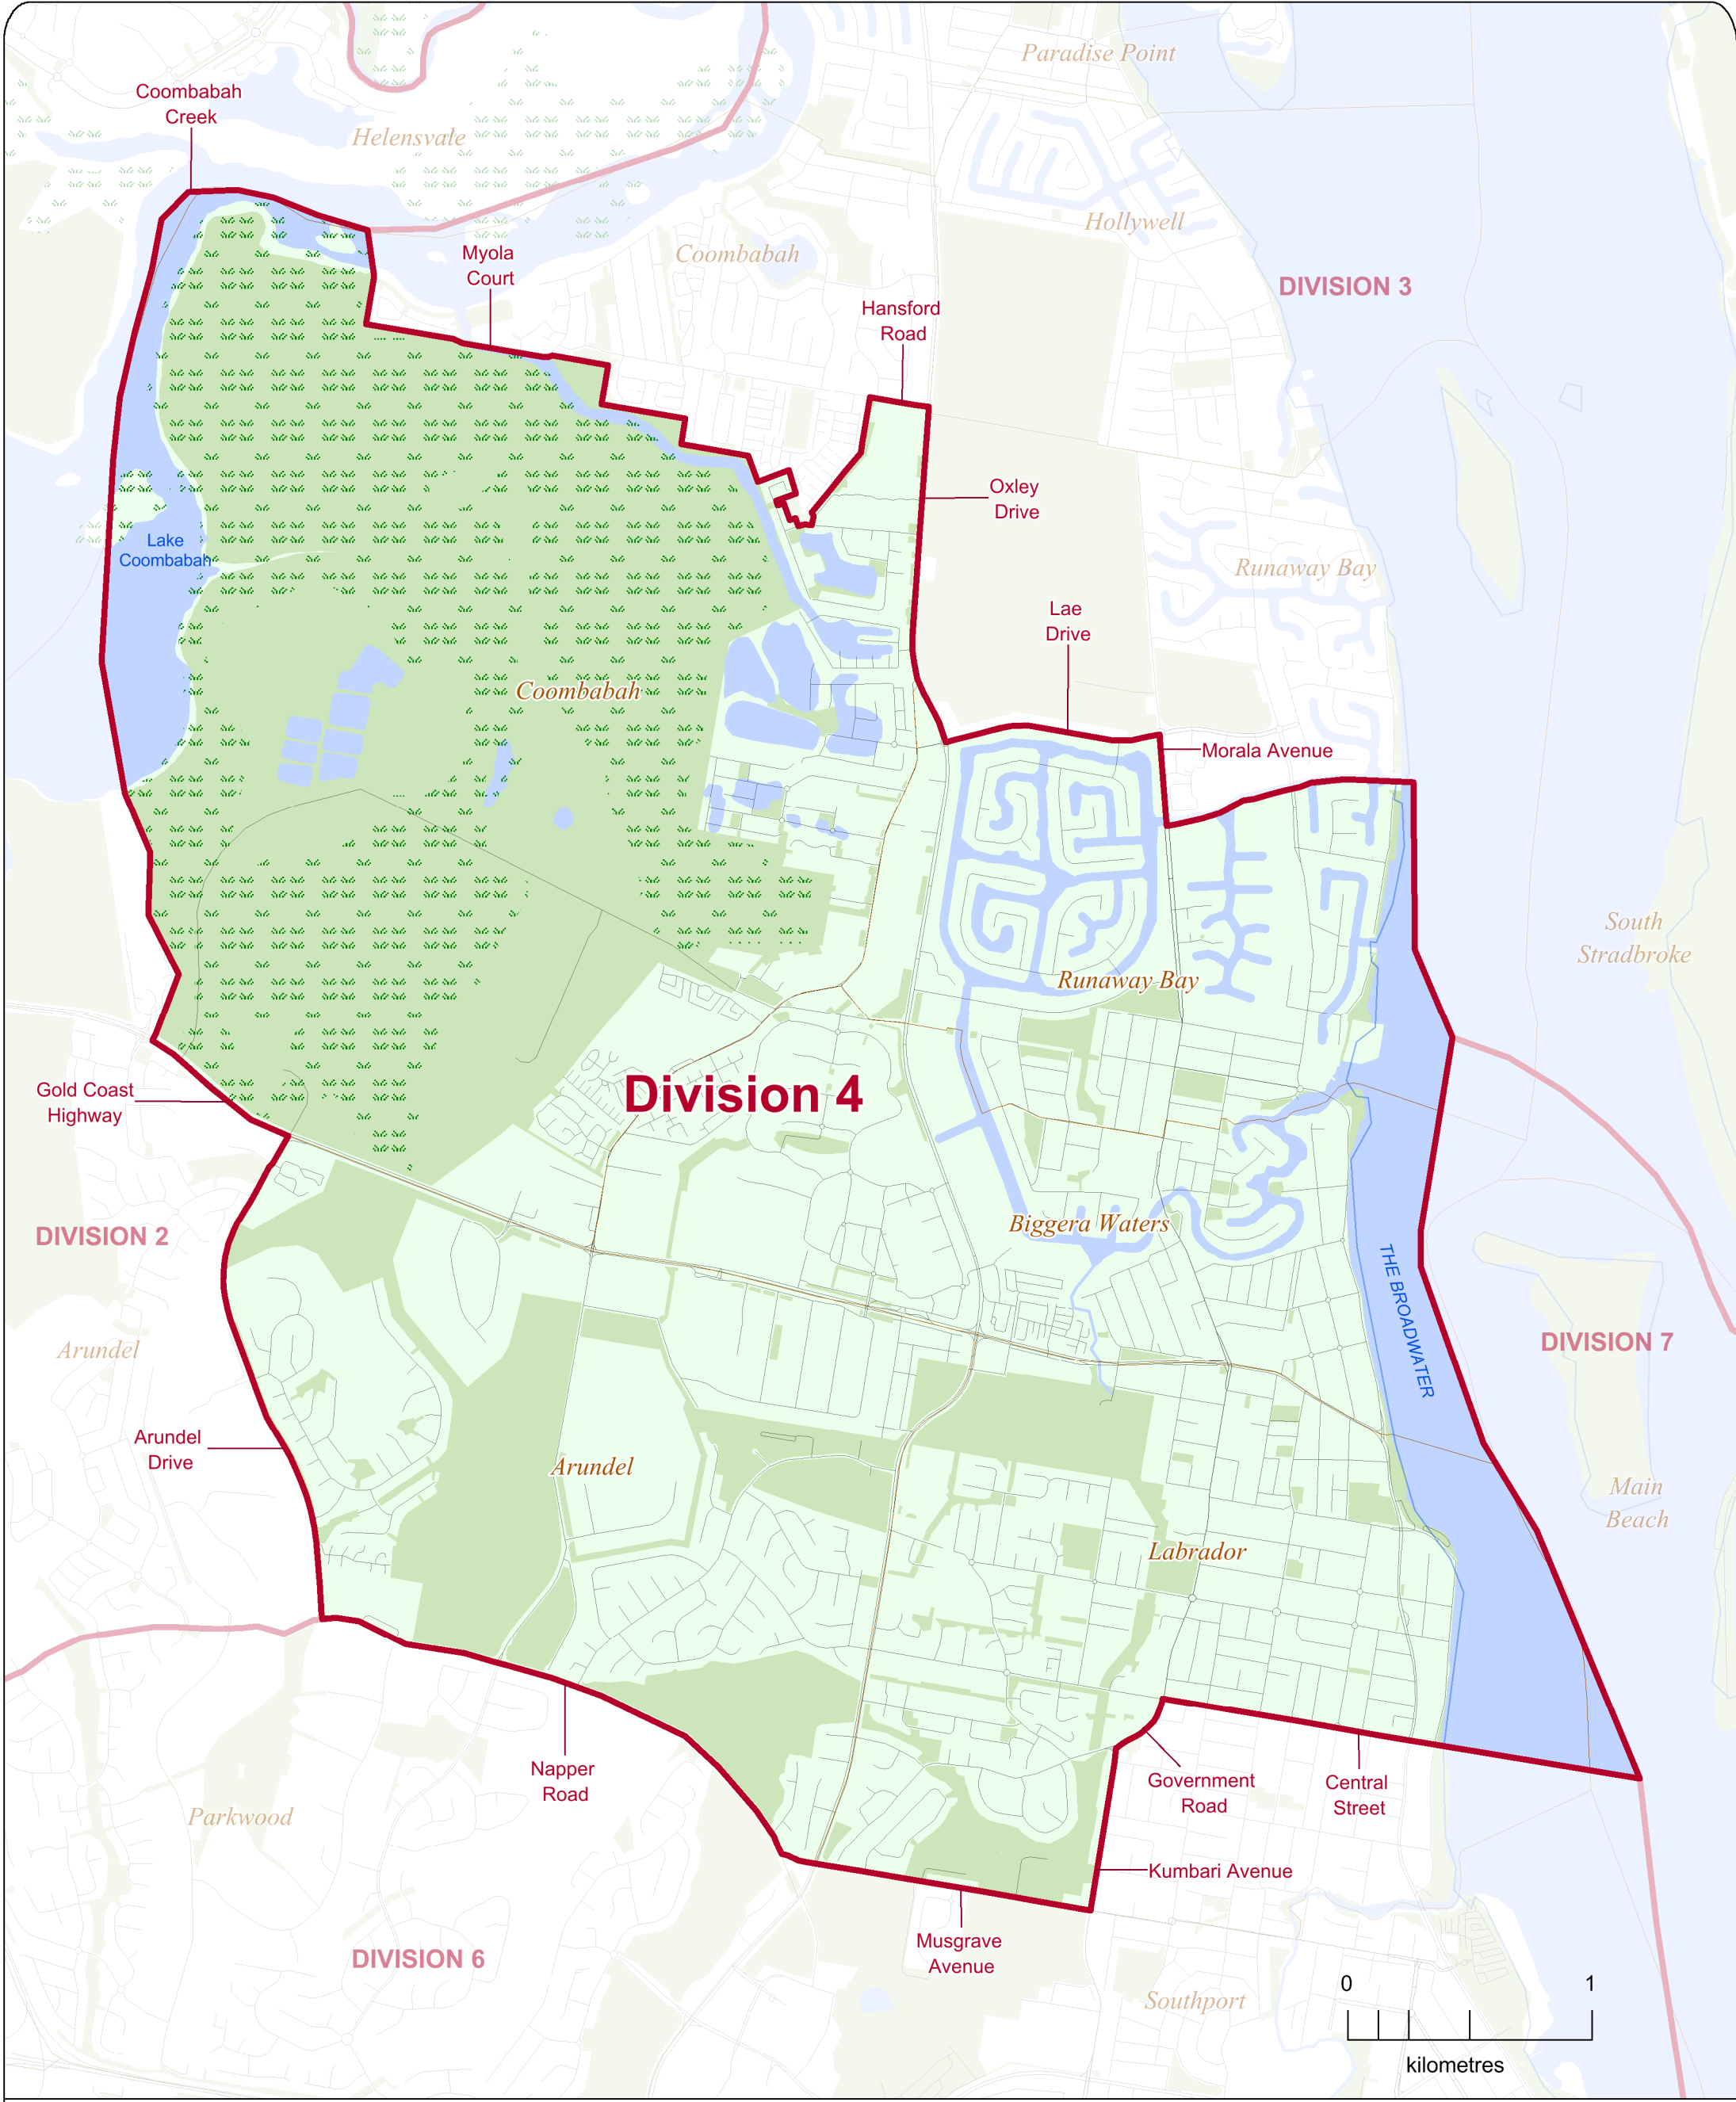 Paradise Point
Coombabah
Creek
Helensvale
Hollywell
Myola
Court
Coombabah
DIVISION 3
Hansford
Road
Oxley
Drive
Lake
Coombabah
Runaway Bay
Lae
Drive
Coombabah
Morala Avenue
South
Stradbroke
Runaway Bay
Gold Coast
Highway
Division 4
DIVISION 2
Biggera Waters
THE BROADWATER
Arundel
DIVISION 7
Arundel
Drive
Arundel
Main
Beach
Labrador
Napper
Road
Government
Road
Central
Street
Parkwood
Kumbari Avenue
Musgrave
Avenue
DIVISION 6
Southport
0 1
kilometres